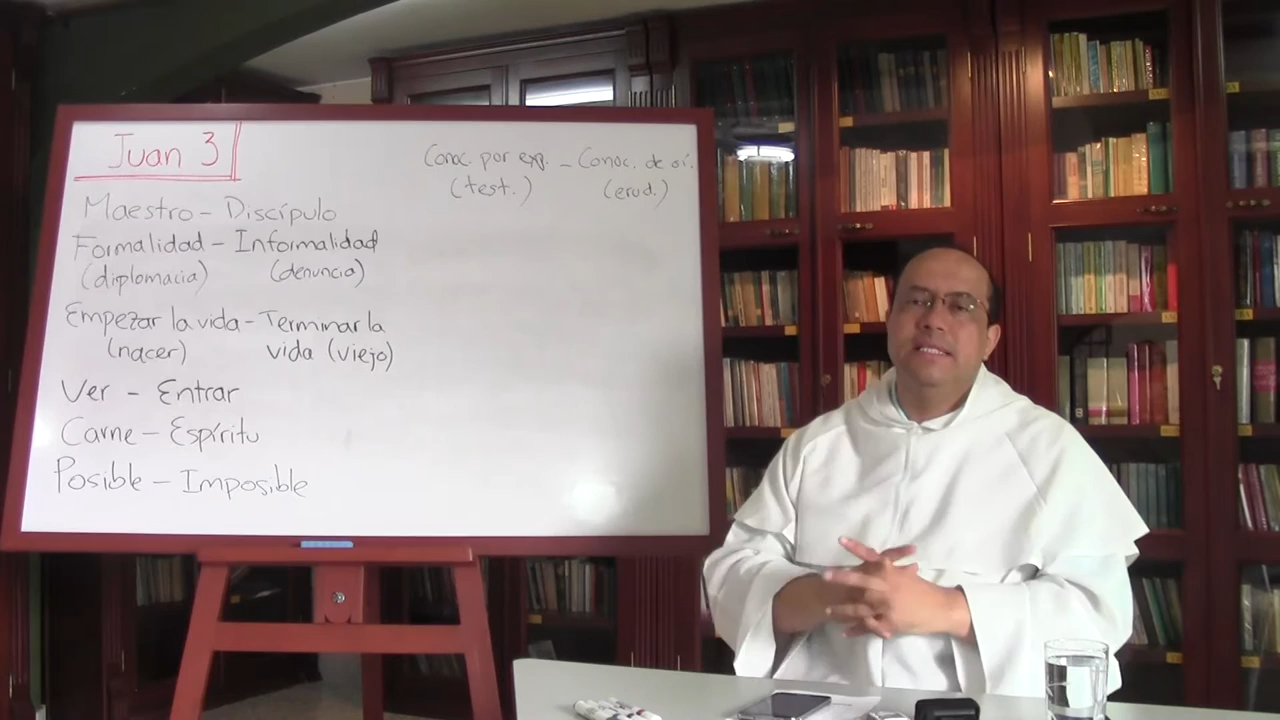 Juan 3
Maestro - Discípulo
Formalidad - Informalidad
(diplomacia) (denuncia)
Empezar la vida - Terminar la
(nacer) vida (viejo)
Ver - Entrar
Carne - Espíritu
Posible - Imposible
Conoc. por exp. - Conoc. de oí.
(test.) (erud.)